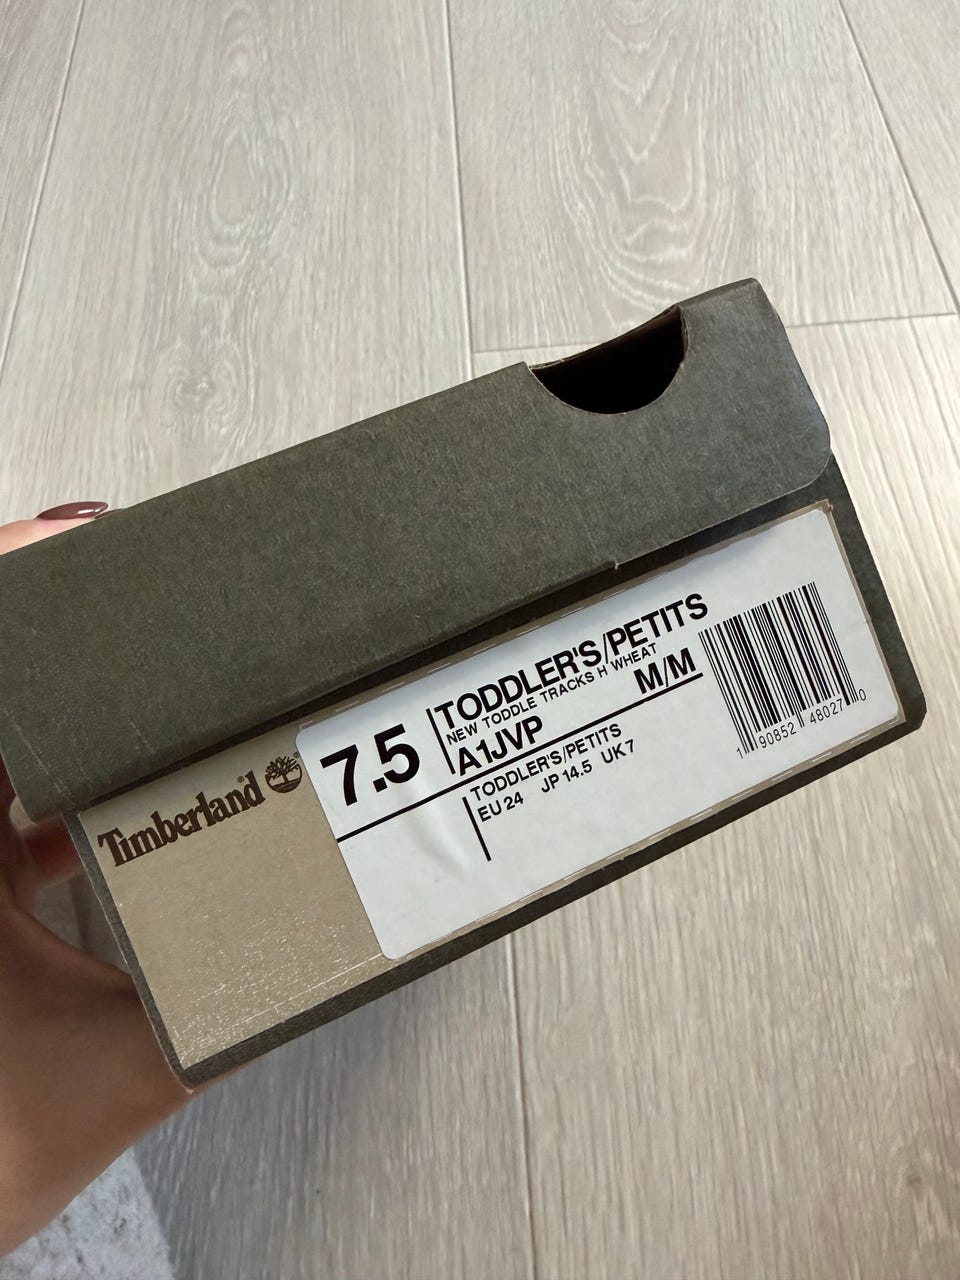 Timberland®
7.5
TODDLER'S/PETITS
NEW TODDLE TRACKS H WHEAT
A1JVP M/M
TODDLER'S/PETITS
EU 24 JP 14.5 UK 7
1 90852 48027 0